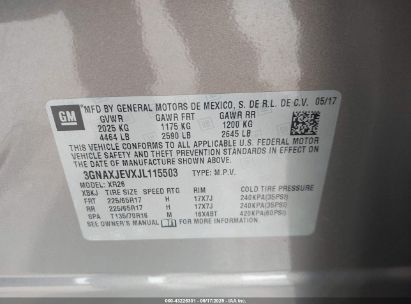 GM
MFD BY GENERAL MOTORS DE MEXICO, S. DE R.L. DE C.V. 05/17
GVWR GAWR FRT GAWR RR
2025 KG 1175 KG 1200 KG
4464 LB 2590 LB 2645 LB
THIS VEHICLE CONFORMS TO ALL APPLICABLE U.S. FEDERAL MOTOR
VEHICLE SAFETY AND THEFT PREVENTION STANDARDS IN EFFECT ON
THE DATE OF MANUFACTURE SHOWN ABOVE.
3GNAXJEVXJL115503 TYPE: M.P.V.
MODEL: XR26
XBKJ TIRE SIZE SPEED RTG RIM COLD TIRE PRESSURE
FRT 225/65R17 H 17X7J 240KPA(35PSI)
RR 225/65R17 H 17X7J 240KPA(35PSI)
SPA T135/70R16 M 16X4BT 420KPA(60PSI)
SEE OWNER'S MANUAL FOR MORE INFORMATION.